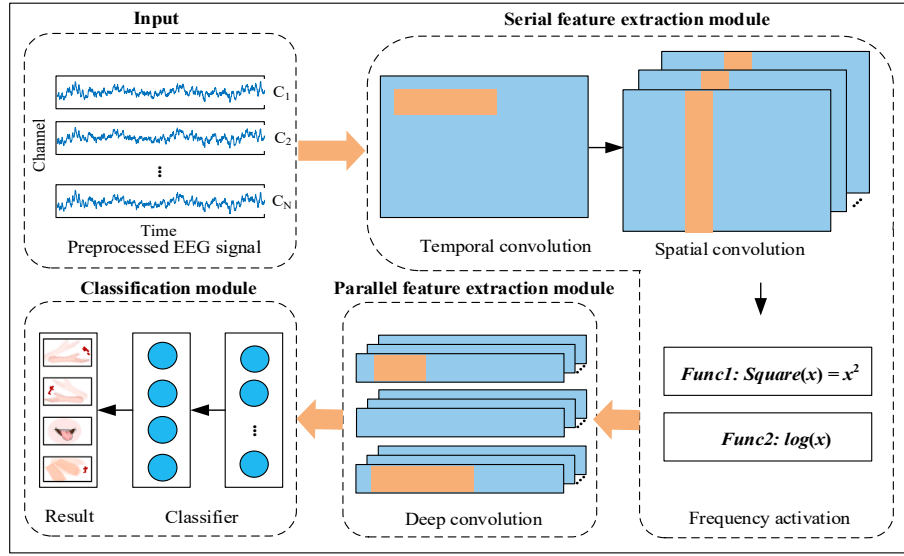 Input
Serial feature extraction module
Channel
C1
C2
...
CN
Time
Preprocessed EEG signal
Temporal convolution
Spatial convolution
Classification module
Parallel feature extraction module
Func1: Square(x) = x²
Func2: log(x)
Result
Classifier
Deep convolution
Frequency activation